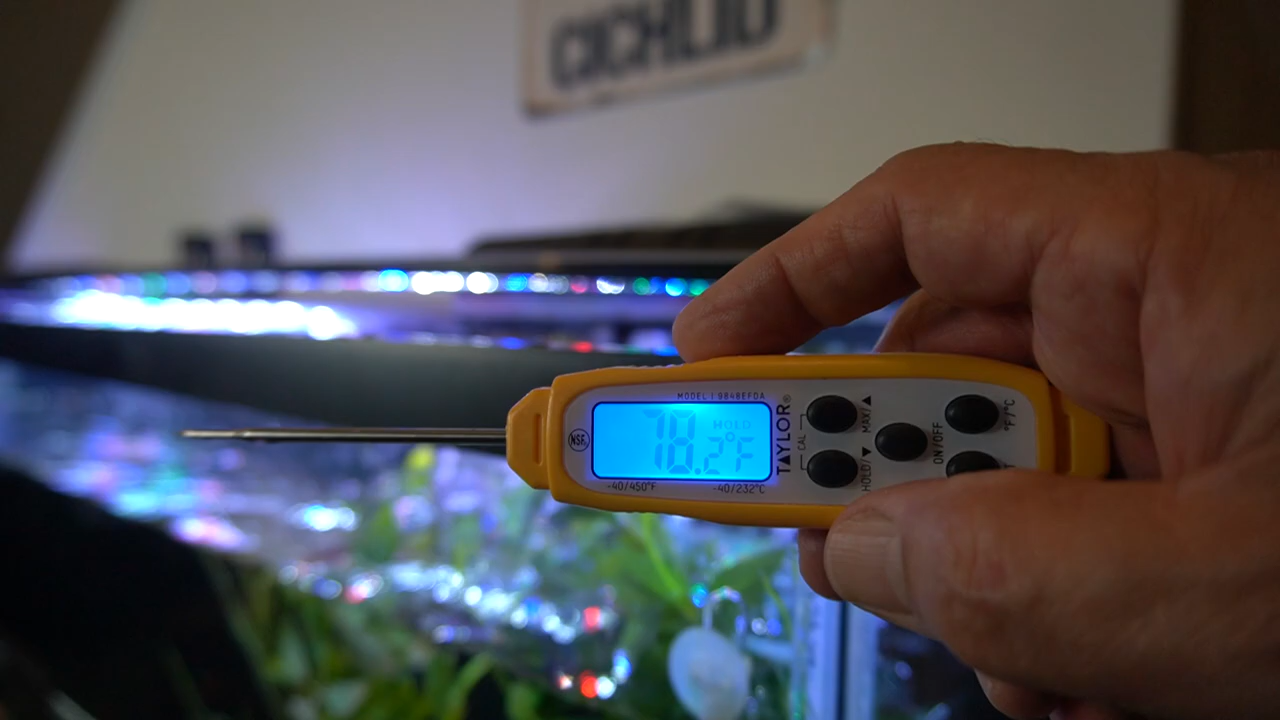 CICHLID
MODEL | 9848EFDA
NSF
HOLD
78.2°F
-40/450°F
-40/232°C
TAYLOR®
CAL
MAX/▲
HOLD/▼
ON/OFF
°F/°C